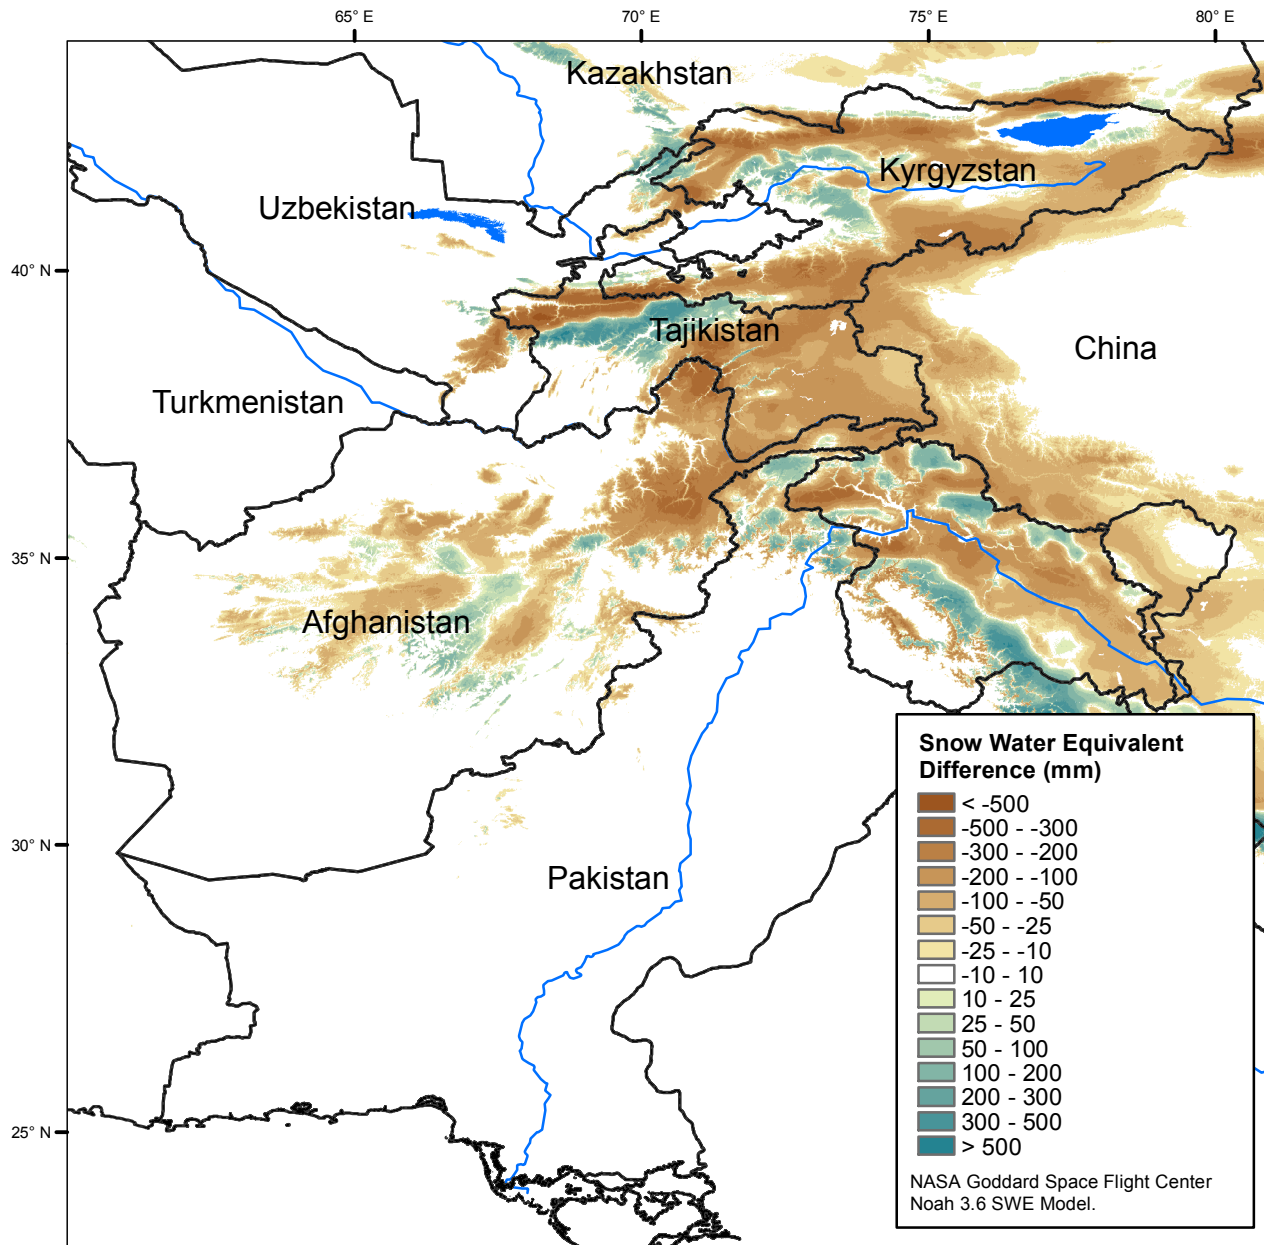 65° E
70° E
75° E
80° E
Kazakhstan
Kyrgyzstan
Uzbekistan
40° N
Tajikistan
China
Turkmenistan
35° N
Afghanistan
30° N
Pakistan
25° N
Snow Water Equivalent
Difference (mm)
< -500
-500 - -300
-300 - -200
-200 - -100
-100 - -50
-50 - -25
-25 - -10
-10 - 10
10 - 25
25 - 50
50 - 100
100 - 200
200 - 300
300 - 500
> 500
NASA Goddard Space Flight Center
Noah 3.6 SWE Model.